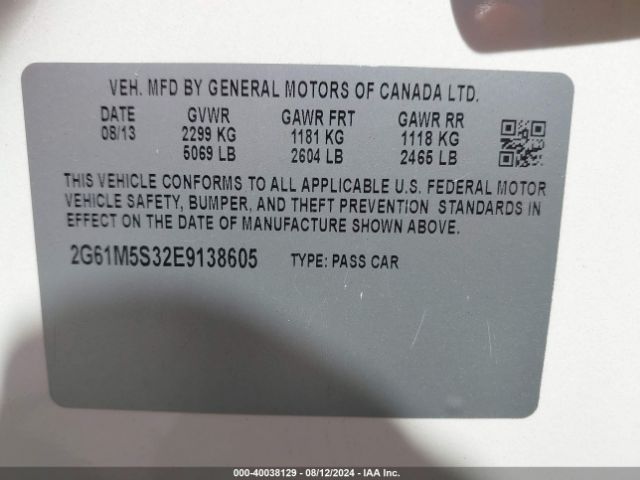 VEH. MFD BY GENERAL MOTORS OF CANADA LTD.
DATE GVWR GAWR FRT GAWR RR
08/13 2299 KG 1181 KG 1118 KG
5069 LB 2604 LB 2465 LB
THIS VEHICLE CONFORMS TO ALL APPLICABLE U.S. FEDERAL MOTOR
VEHICLE SAFETY, BUMPER, AND THEFT PREVENTION STANDARDS IN
EFFECT ON THE DATE OF MANUFACTURE SHOWN ABOVE.
2G61M5S32E9138605 TYPE: PASS CAR
000-40038129 - 08/12/2024 - IAA Inc.